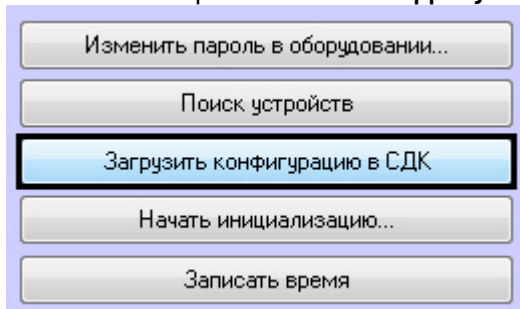 Изменить пароль в оборудовании...
Поиск устройств
Загрузить конфигурацию в СДК
Начать инициализацию...
Записать время